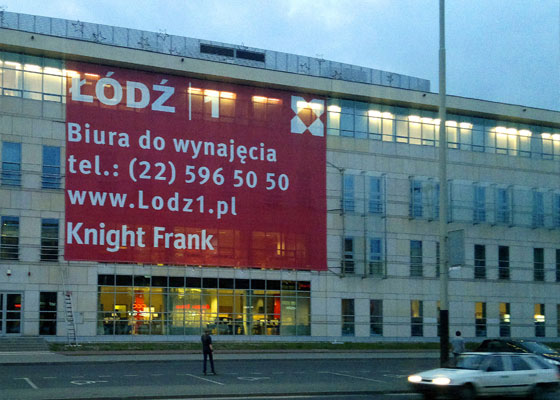 ŁÓDŹ | 1
Biura do wynajęcia
tel.: (22) 596 50 50
www.Lodz1.pl
Knight Frank